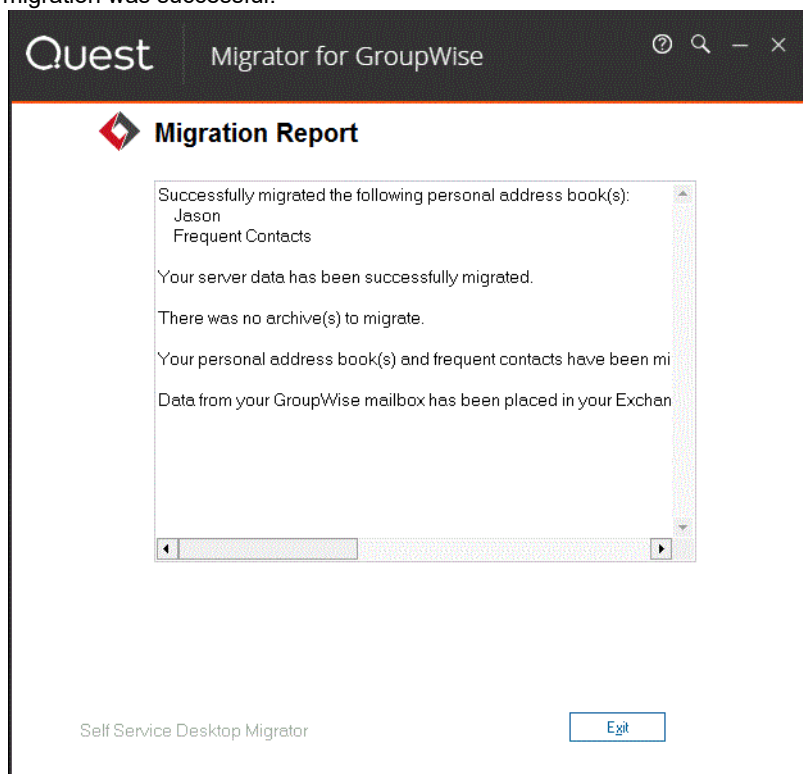 migration was successful.
Quest Migrator for GroupWise
Migration Report
Successfully migrated the following personal address book(s):
Jason
Frequent Contacts
Your server data has been successfully migrated.
There was no archive(s) to migrate.
Your personal address book(s) and frequent contacts have been mi
Data from your GroupWise mailbox has been placed in your Exchan
Self Service Desktop Migrator
Exit